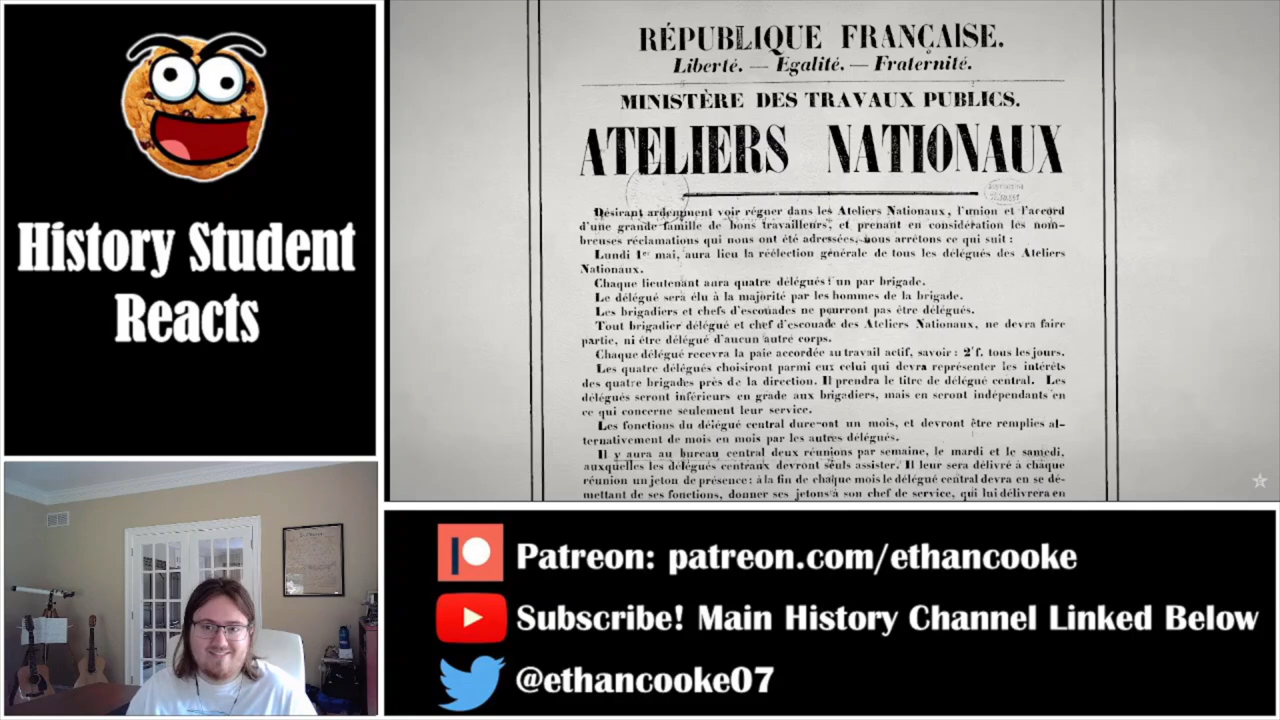 History Student
Reacts
RÉPUBLIQUE FRANÇAISE.
Liberté. — Egalité. — Fraternité.
MINISTÈRE DES TRAVAUX PUBLICS.
ATELIERS NATIONAUX
Désirant ardemment voir régner dans les Ateliers Nationaux, l'union et l'accord
d'une grande famille de bons travailleurs, et prenant en considération les nom-
breuses réclamations qui nous ont été adressées, nous arrêtons ce qui suit :
Lundi 1er mai, aura lieu la réélection générale de tous les délégués des Ateliers
Nationaux.
Chaque lieutenant aura quatre délégués : un par brigade.
Le délégué sera élu à la majorité par les hommes de la brigade.
Les brigadiers et chefs d'escouades ne pourront pas être délégués.
Tout brigadier délégué et chef d'escouade des Ateliers Nationaux, ne devra faire
partie, ni être délégué d'aucun autre corps.
Chaque délégué recevra la paie accordée au travail actif, savoir : 2 f. tous les jours.
Les quatre délégués choisiront parmi eux celui qui devra représenter les intérêts
des quatre brigades près de la direction. Il prendra le titre de délégué central. Les
délégués seront inférieurs en grade aux brigadiers, mais en seront indépendants en
ce qui concerne seulement leur service.
Les fonctions du délégué central dureront un mois, et devront être remplies al-
ternativement de mois en mois par les autres délégués.
Il y aura au bureau central deux réunions par semaine, le mardi et le samedi,
auxquelles les délégués centraux devront seuls assister. Il leur sera délivré à chaque
réunion un jeton de présence ; à la fin de chaque mois le délégué central devra en se dé-
mettant de ses fonctions, donner ses jetons à son chef de service, qui lui délivrera en
Patreon: patreon.com/ethancooke
Subscribe! Main History Channel Linked Below
@ethancooke07